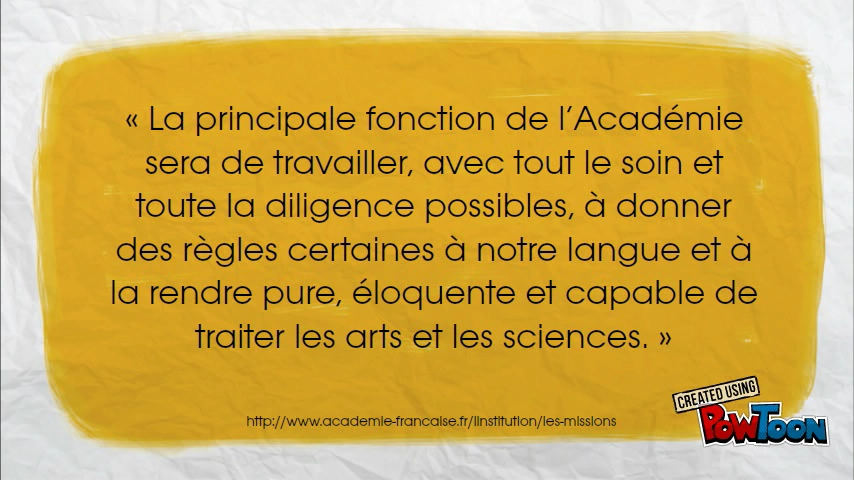 « La principale fonction de l'Académie
sera de travailler, avec tout le soin et
toute la diligence possibles, à donner
des règles certaines à notre langue et à
la rendre pure, éloquente et capable de
traiter les arts et les sciences. »
http://www.academie-francaise.fr/linstitution/les-missions
CREATED USING
POWTOON